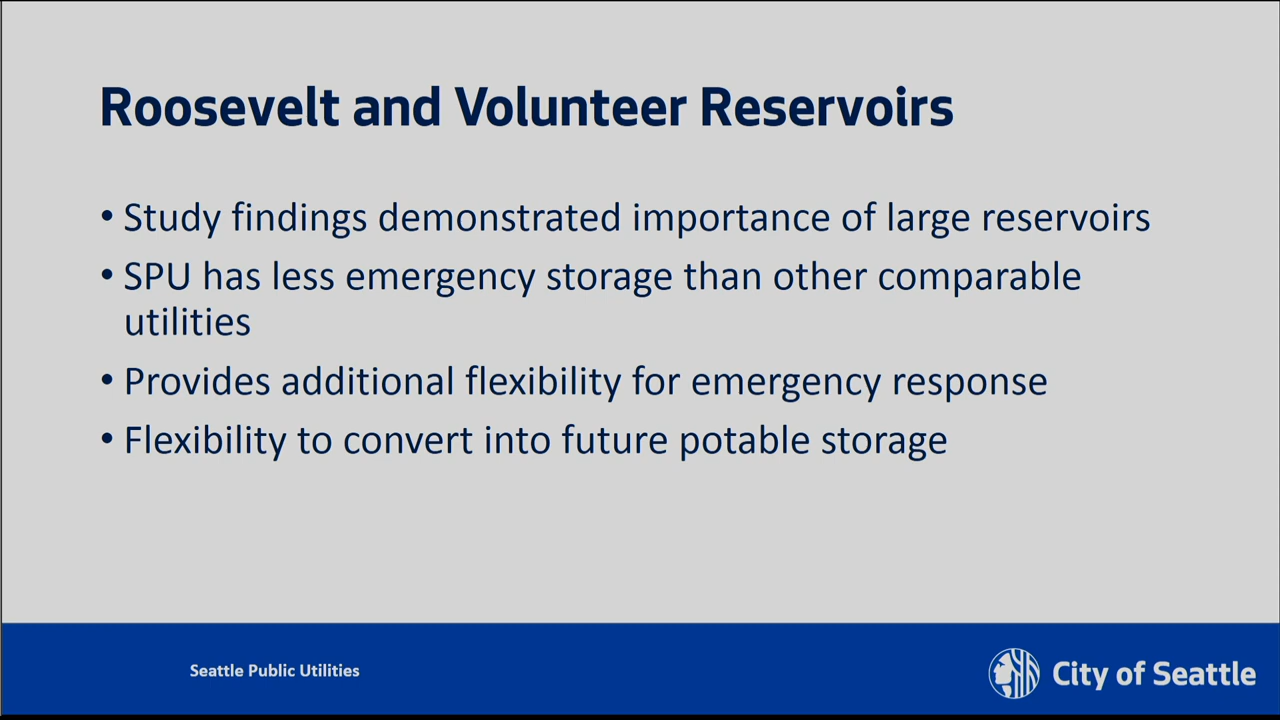 Roosevelt and Volunteer Reservoirs
• Study findings demonstrated importance of large reservoirs
• SPU has less emergency storage than other comparable
utilities
• Provides additional flexibility for emergency response
• Flexibility to convert into future potable storage
Seattle Public Utilities
City of Seattle